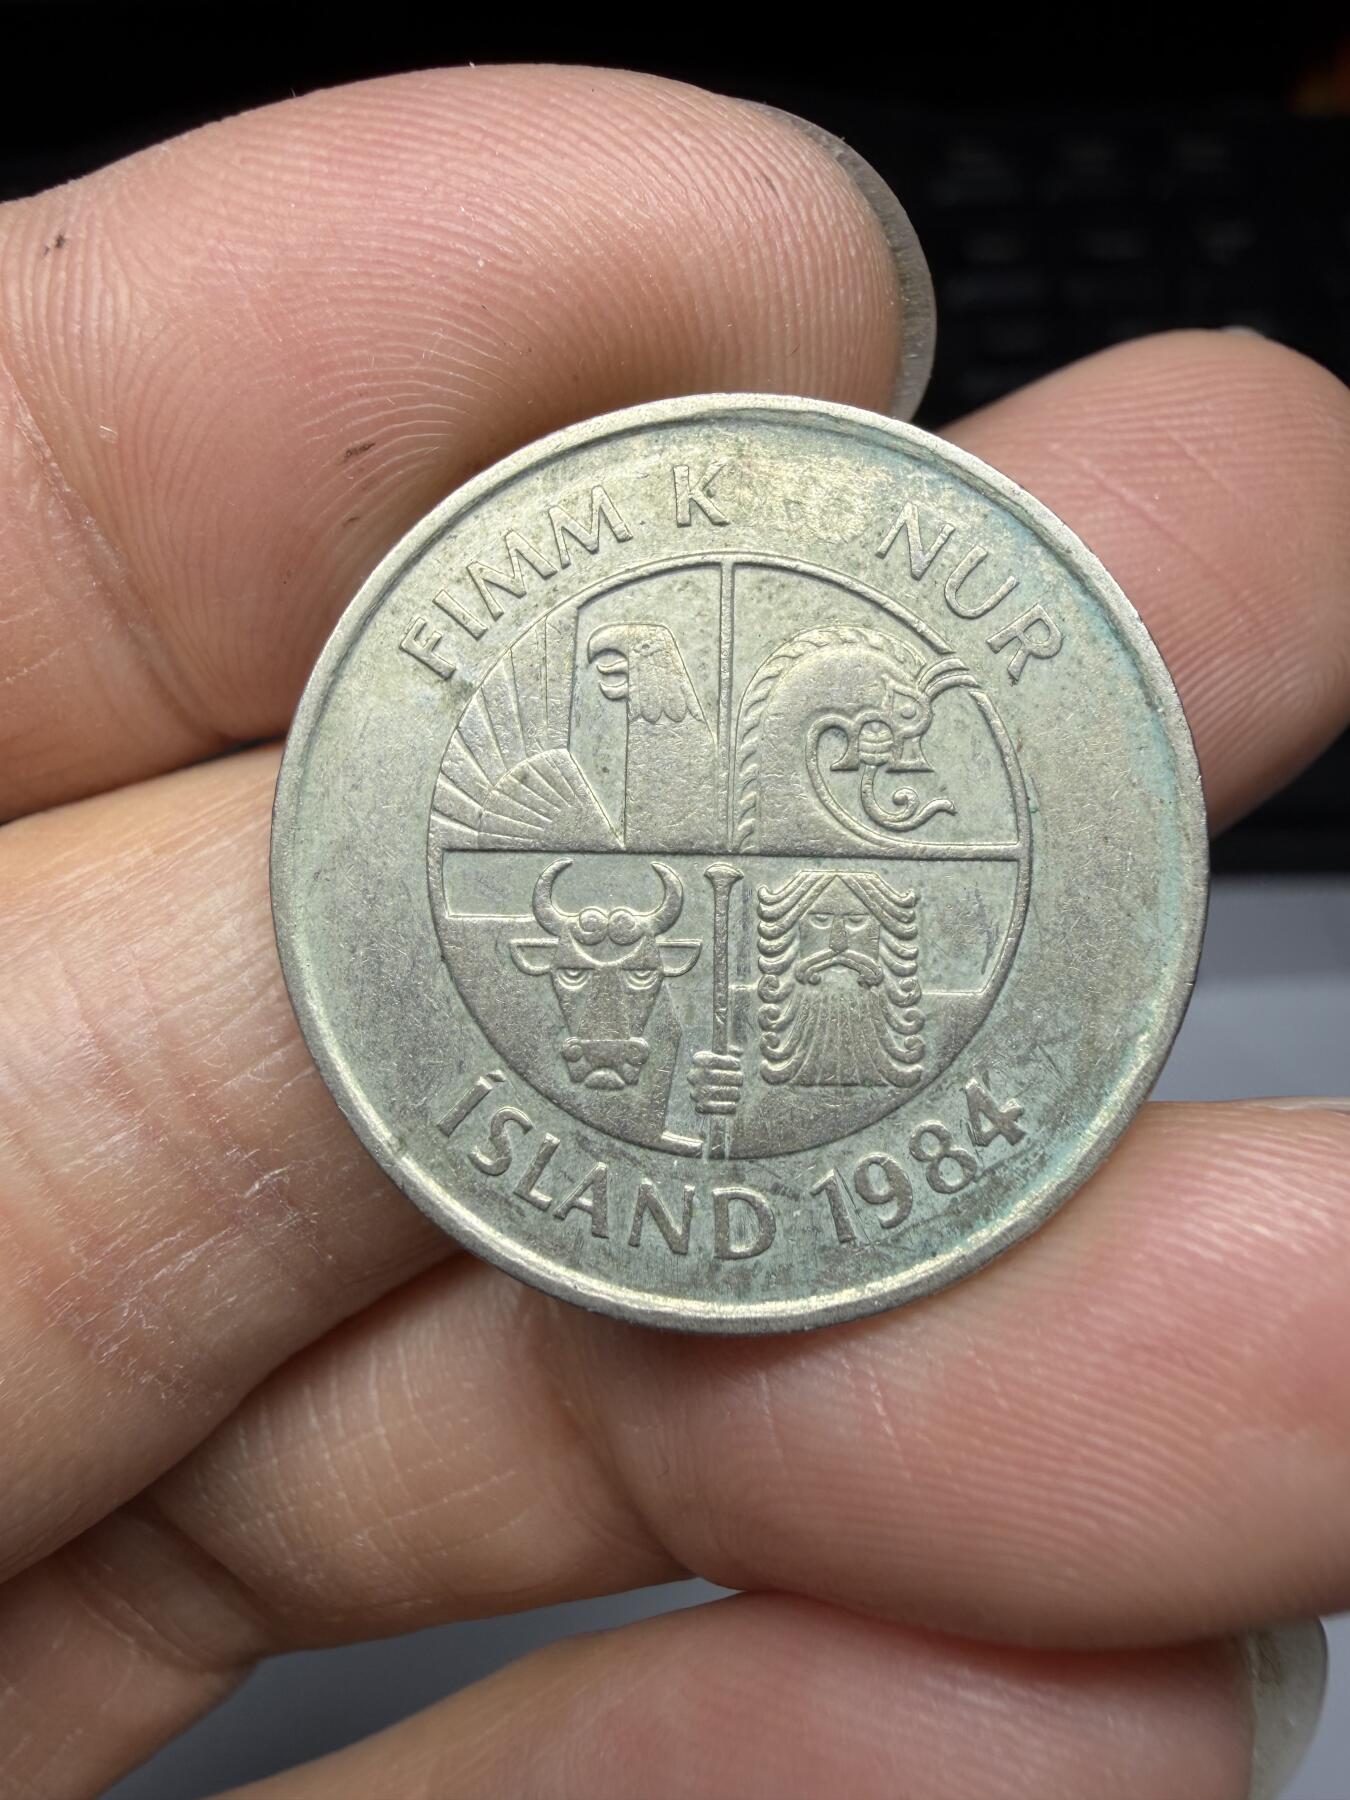 FIMM K NUR
ÍSLAND 1984